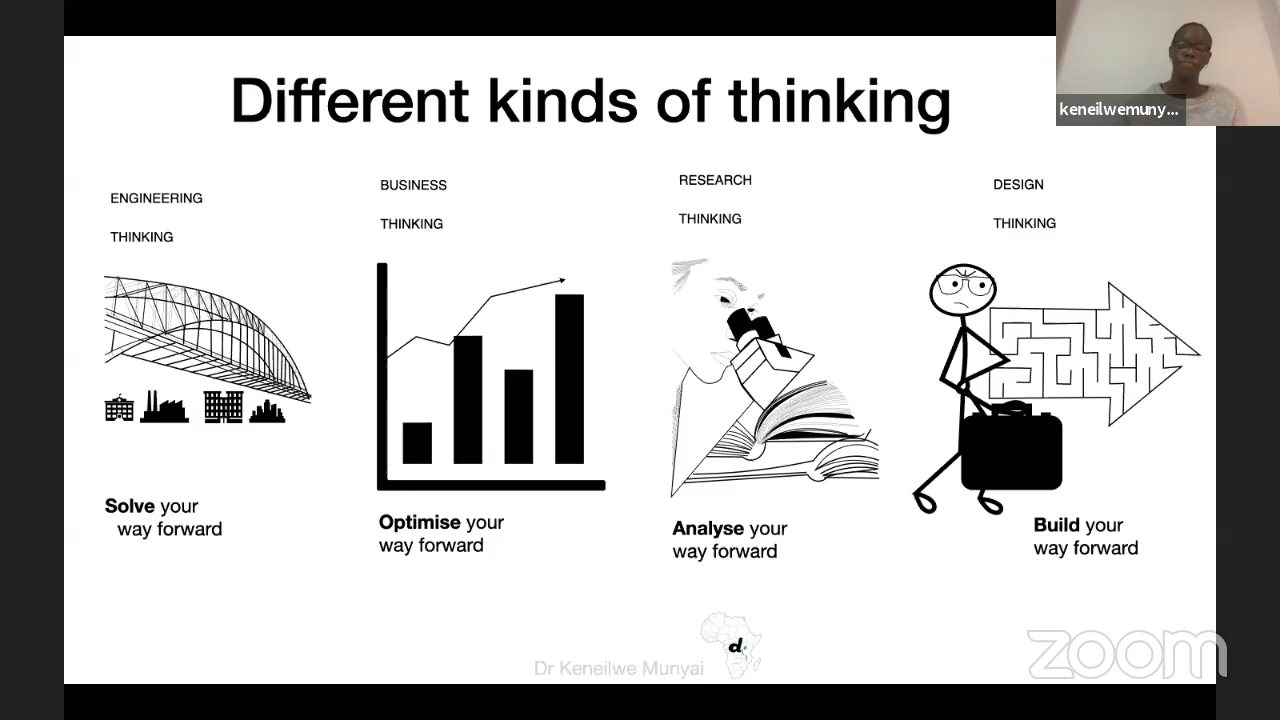 Different kinds of thinking
keneilwemuny...
ENGINEERING
THINKING
BUSINESS
THINKING
RESEARCH
THINKING
DESIGN
THINKING
Solve your
way forward
Optimise your
way forward
Analyse your
way forward
Build your
way forward
d.
Dr Keneilwe Munyai
zoom